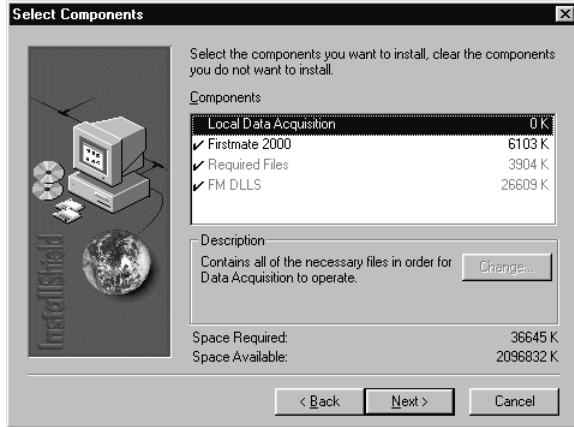 Select Components
Select the components you want to install, clear the components
you do not want to install.
Components
Local Data Acquisition 0 K
✓ Firstmate 2000 6103 K
✓ Required Files 3904 K
✓ FM DLLS 26609 K
Description
Contains all of the necessary files in order for
Data Acquisition to operate.
Change...
Space Required: 36645 K
Space Available: 2096832 K
InstallShield
< Back Next > Cancel